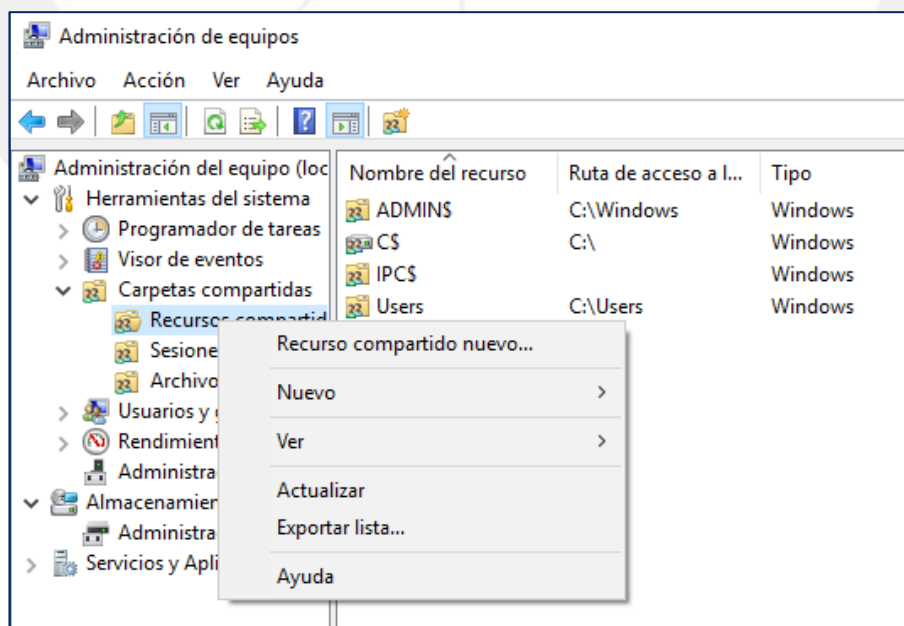 Administración de equipos
Archivo Acción Ver Ayuda
Administración del equipo (loc
Herramientas del sistema
Programador de tareas
Visor de eventos
Carpetas compartidas
Recursos compartid
Sesione
Archivo
Usuarios y
Rendimient
Administra
Almacenamien
Administra
Servicios y Apli
Nombre del recurso Ruta de acceso a l... Tipo
ADMIN$ C:\Windows Windows
C$ C:\ Windows
IPC$ Windows
Users C:\Users Windows
Recurso compartido nuevo...
Nuevo
Ver
Actualizar
Exportar lista...
Ayuda